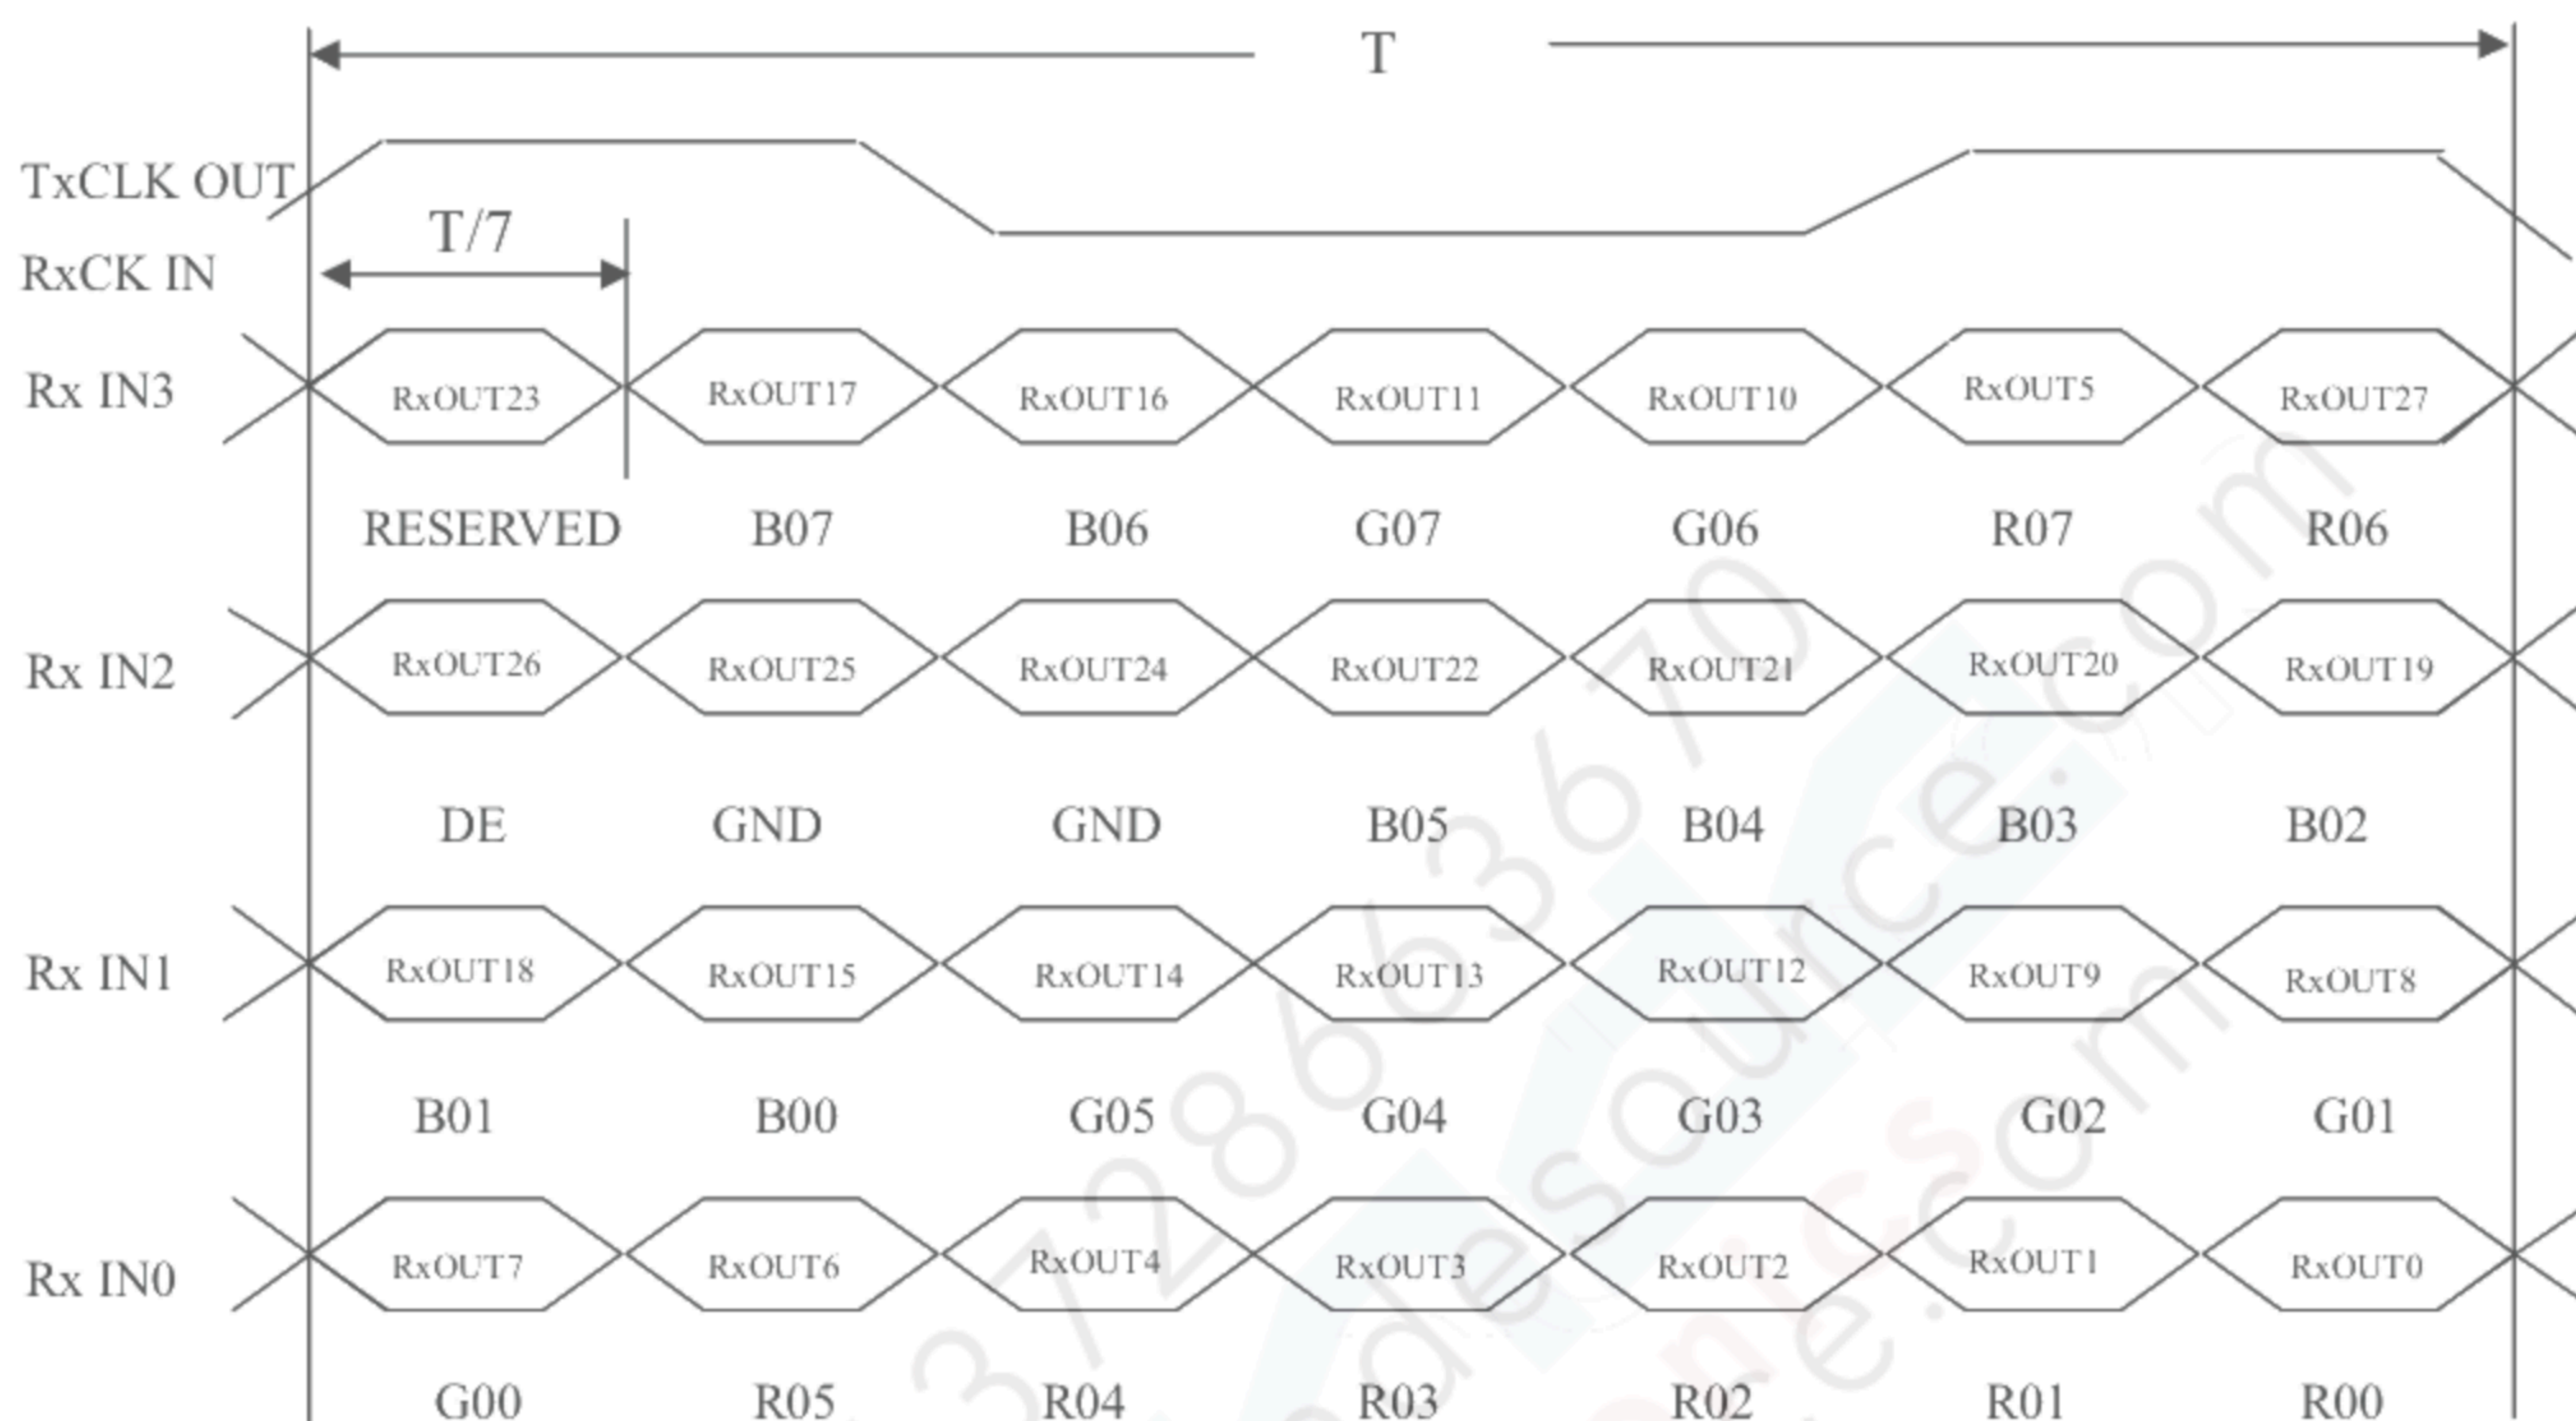 T
TxCLK OUT
T/7
RxCK IN
Rx IN3 RxOUT23 RxOUT17 RxOUT16 RxOUT11 RxOUT10 RxOUT5 RxOUT27
RESERVED B07 B06 G07 G06 R07 R06
Rx IN2 RxOUT26 RxOUT25 RxOUT24 RxOUT22 RxOUT21 RxOUT20 RxOUT19
DE GND GND B05 B04 B03 B02
Rx IN1 RxOUT18 RxOUT15 RxOUT14 RxOUT13 RxOUT12 RxOUT9 RxOUT8
B01 B00 G05 G04 G03 G02 G01
Rx IN0 RxOUT7 RxOUT6 RxOUT4 RxOUT3 RxOUT2 RxOUT1 RxOUT0
G00 R05 R04 R03 R02 R01 R00